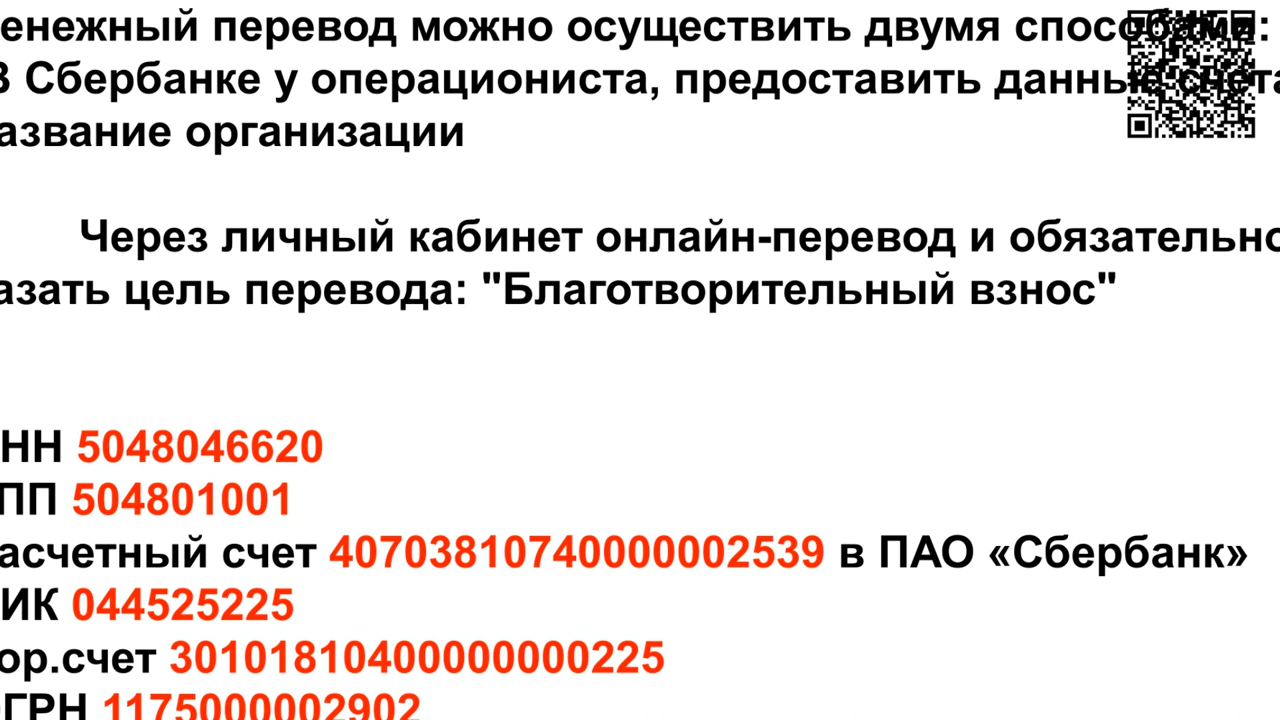 енежный перевод можно осуществить двумя способами:
В Сбербанке у операциониста, предоставить данные счета
азвание организации
Через личный кабинет онлайн-перевод и обязательно
азать цель перевода: "Благотворительный взнос"
НН 5048046620
ПП 504801001
асчетный счет 40703810740000002539 в ПАО «Сбербанк»
ИК 044525225
ор.счет 30101810400000000225
ОГРН 1175000002902